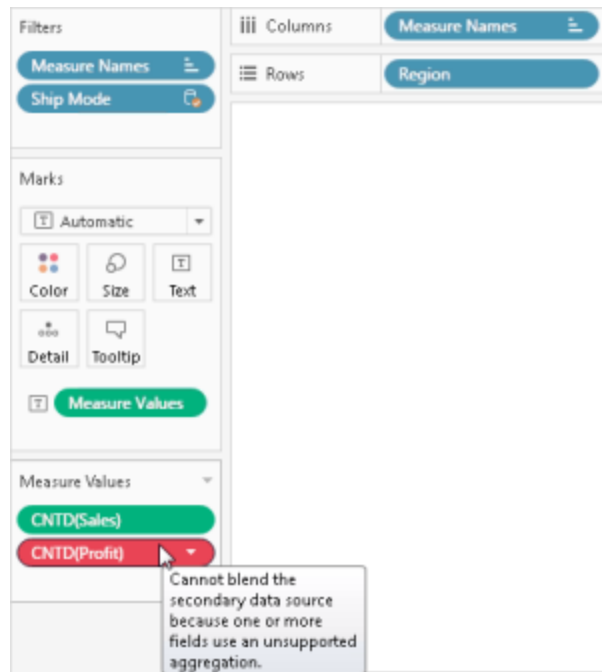 Filters
Measure Names
Ship Mode
Columns
Measure Names
Rows
Region
Marks
T Automatic
Color
Size
T
Text
Detail
Tooltip
T Measure Values
Measure Values
CNTD(Sales)
CNTD(Profit)
Cannot blend the
secondary data source
because one or more
fields use an unsupported
aggregation.